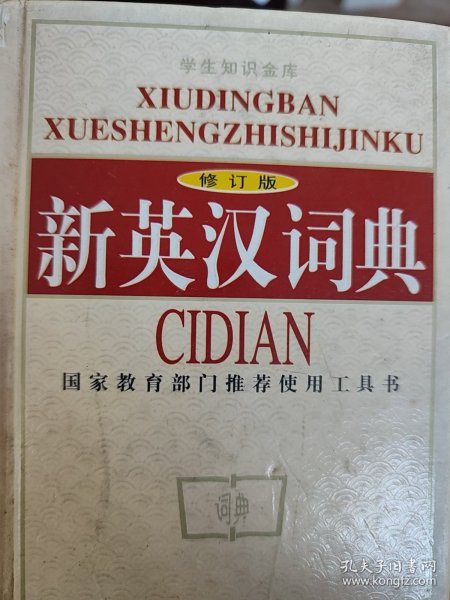 学生知识金库
XIUDINGBAN
XUESHENGZHISHIJINKU
修订版
新英汉词典
CIDIAN
国家教育部门推荐使用工具书
词典
孔夫子旧书网
www.kongfz.com